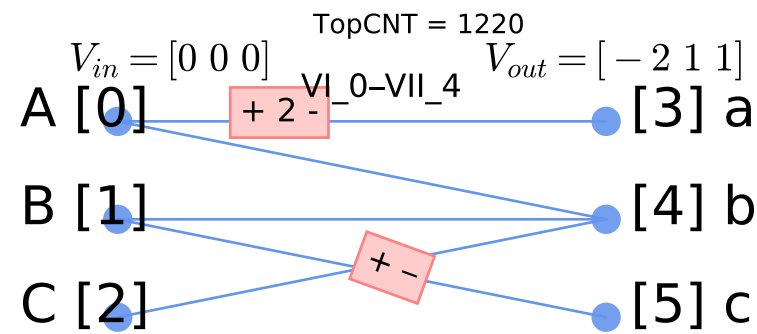 TopCNT = 1220
V_in = [0 0 0]
V_out = [ − 2 1 1]
VI_0–VII_4
A [0]
+ 2 -
[3] a
B [1]
[4] b
+ −
C [2]
[5] c